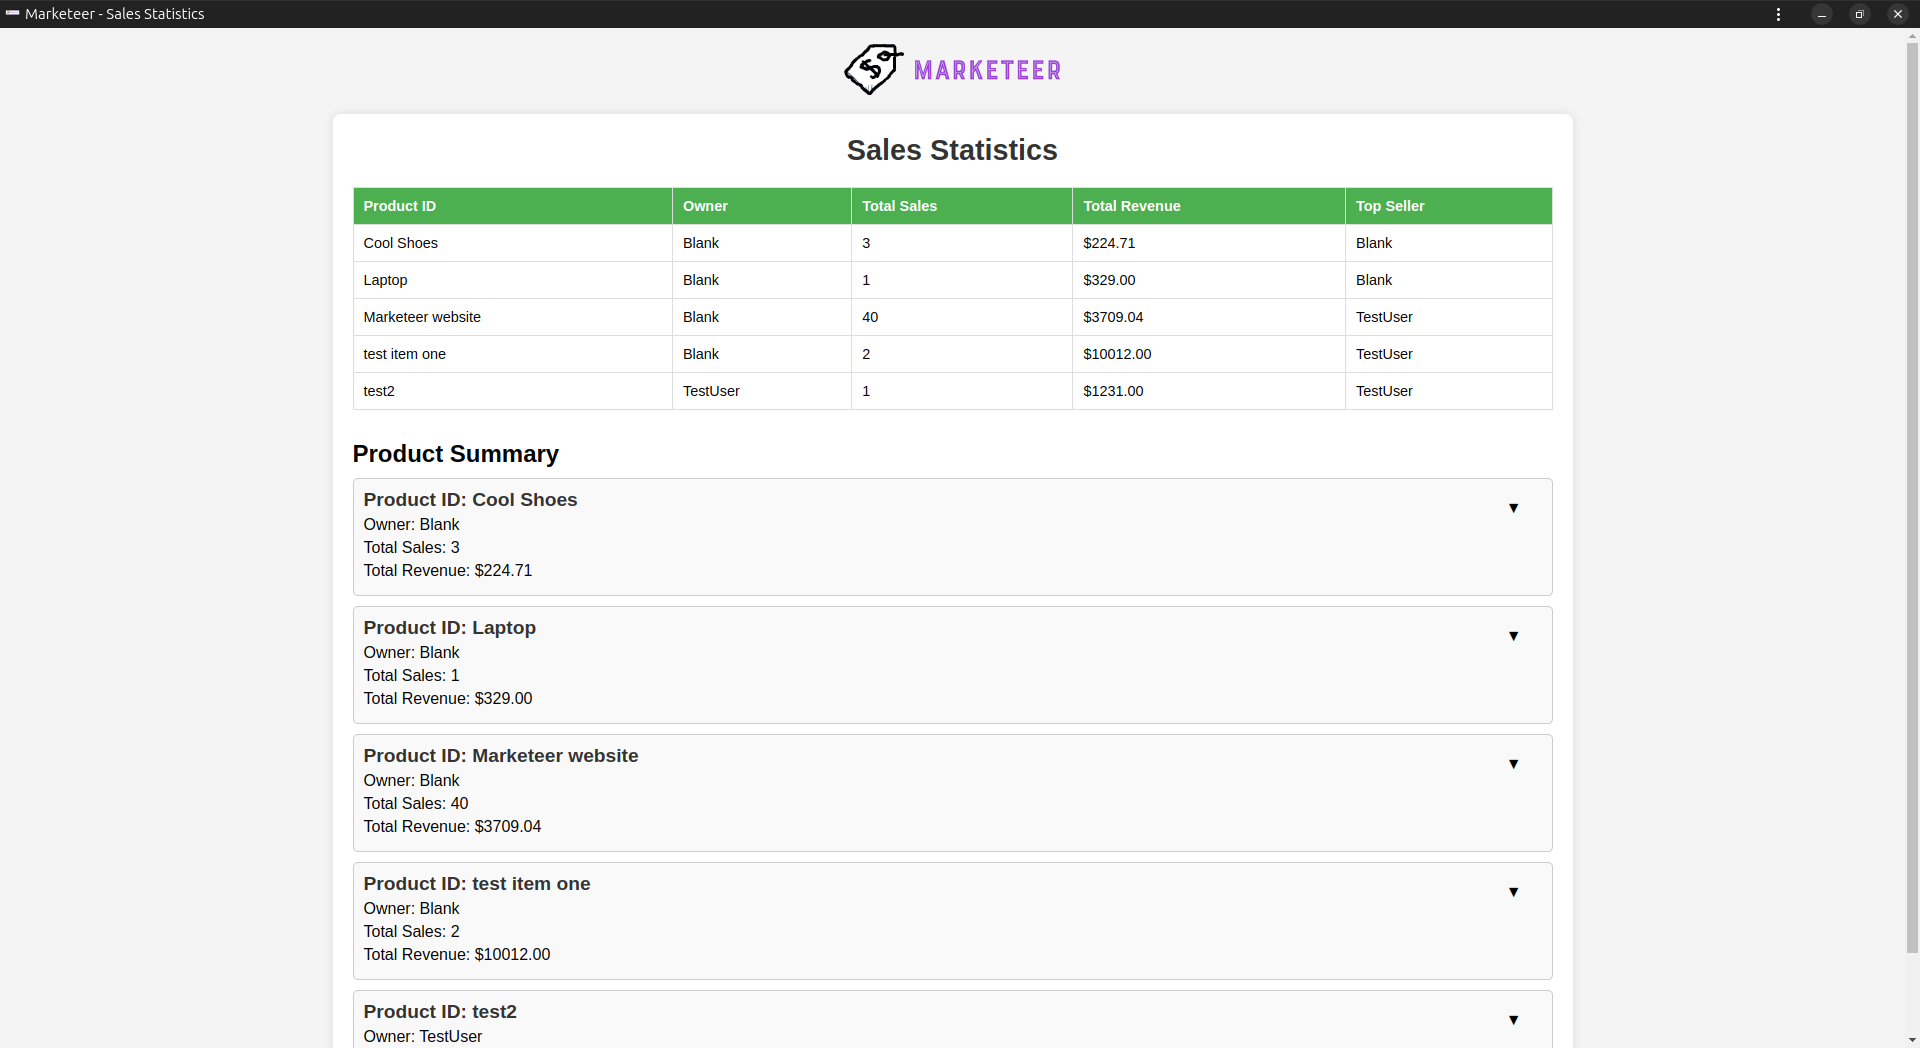 Marketeer - Sales Statistics
MARKETEER
Sales Statistics
Product ID Owner Total Sales Total Revenue Top Seller
Cool Shoes Blank 3 $224.71 Blank
Laptop Blank 1 $329.00 Blank
Marketeer website Blank 40 $3709.04 TestUser
test item one Blank 2 $10012.00 TestUser
test2 TestUser 1 $1231.00 TestUser
Product Summary
Product ID: Cool Shoes
Owner: Blank
Total Sales: 3
Total Revenue: $224.71
Product ID: Laptop
Owner: Blank
Total Sales: 1
Total Revenue: $329.00
Product ID: Marketeer website
Owner: Blank
Total Sales: 40
Total Revenue: $3709.04
Product ID: test item one
Owner: Blank
Total Sales: 2
Total Revenue: $10012.00
Product ID: test2
Owner: TestUser